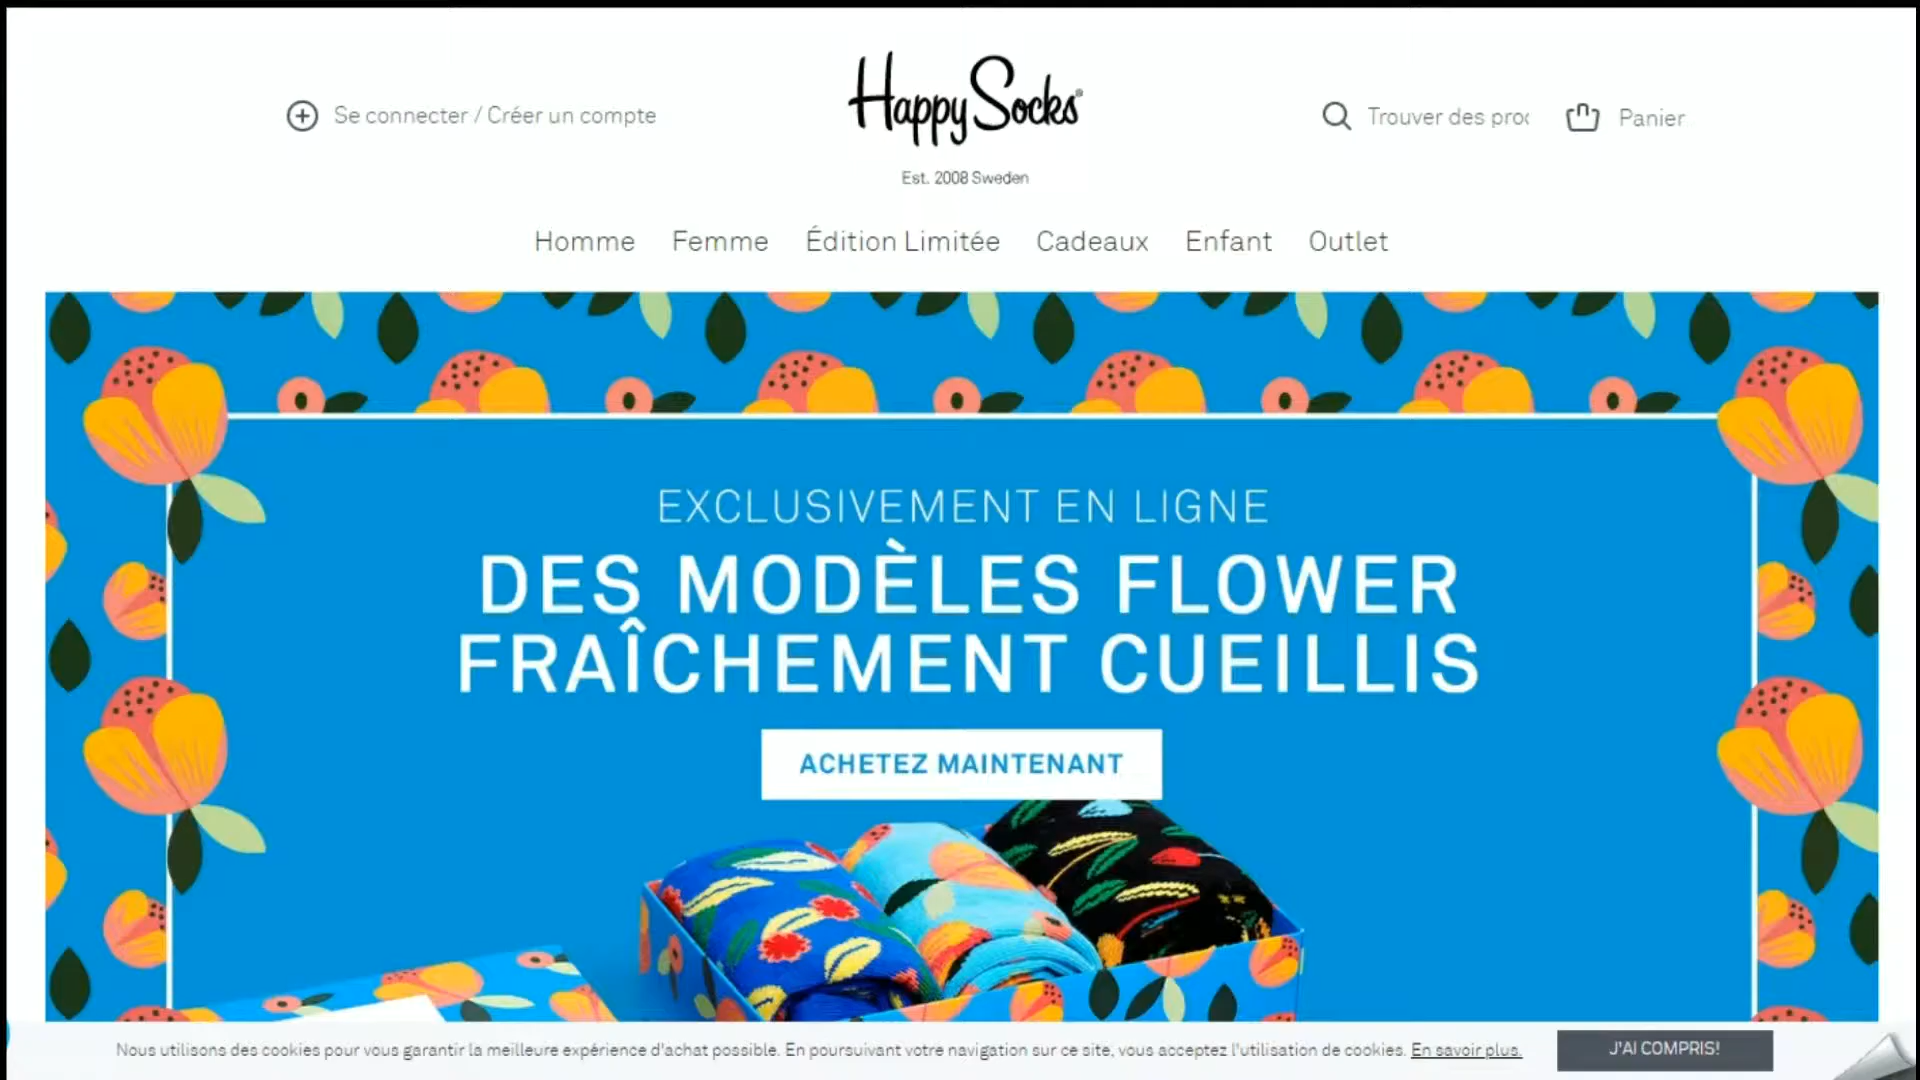 Happy Socks®
Est. 2008 Sweden
Se connecter / Créer un compte
Trouver des proc
Panier
Homme Femme Édition Limitée Cadeaux Enfant Outlet
EXCLUSIVEMENT EN LIGNE
DES MODÈLES FLOWER
FRAÎCHEMENT CUEILLIS
ACHETEZ MAINTENANT
Nous utilisons des cookies pour vous garantir la meilleure expérience d'achat possible. En poursuivant votre navigation sur ce site, vous acceptez l'utilisation de cookies. En savoir plus.
J'AI COMPRIS!